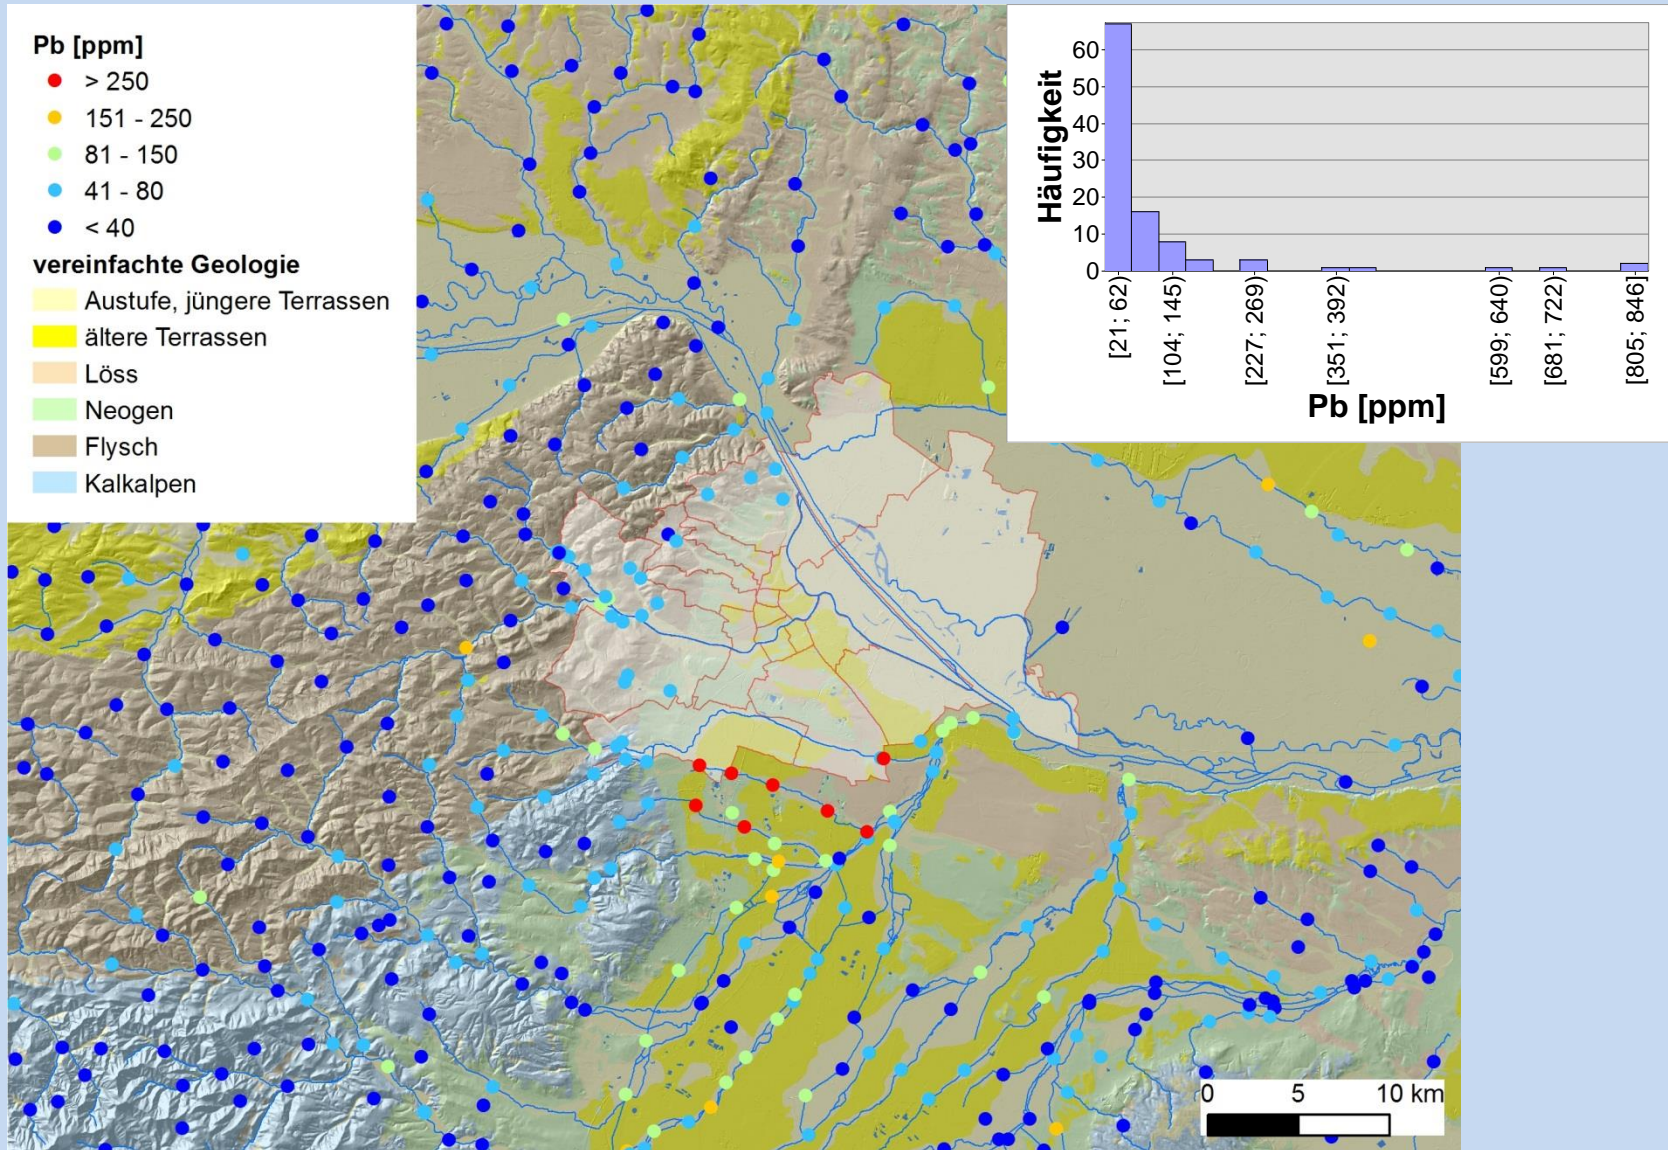 Pb [ppm]
> 250
151 - 250
81 - 150
41 - 80
< 40
vereinfachte Geologie
Austufe, jüngere Terrassen
ältere Terrassen
Löss
Neogen
Flysch
Kalkalpen
Häufigkeit
60
50
40
30
20
10
0
[21; 62)
[104; 145)
[227; 269)
[351; 392)
[599; 640)
[681; 722)
[805; 846]
Pb [ppm]
0 5 10 km